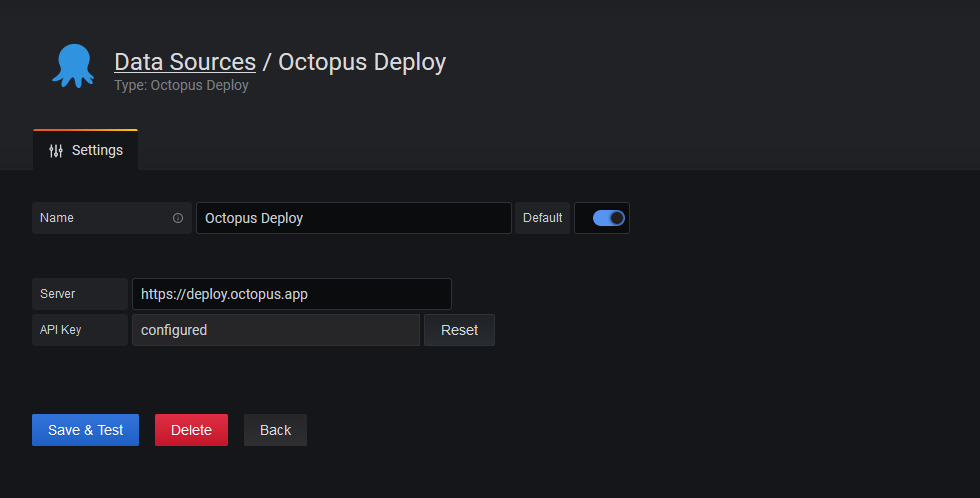 Data Sources / Octopus Deploy
Type: Octopus Deploy
Settings
Name Octopus Deploy Default
Server https://deploy.octopus.app
API Key configured Reset
Save & Test Delete Back